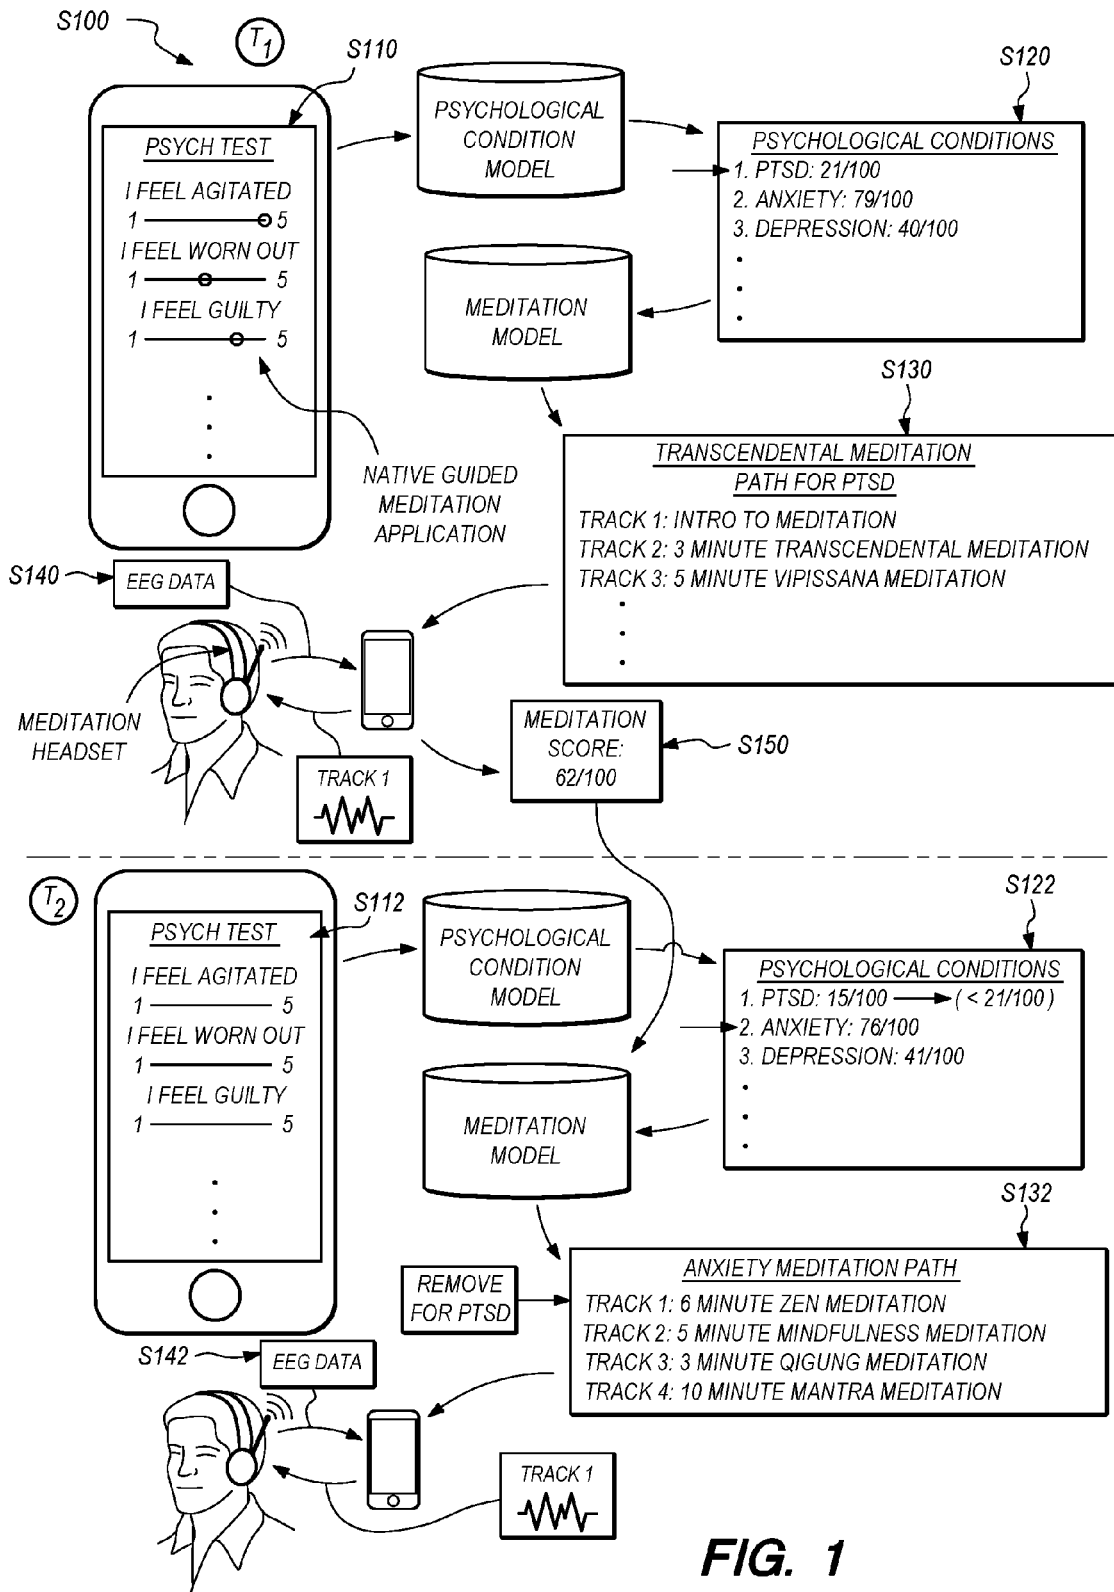 S100
T1
S110
PSYCH TEST
I FEEL AGITATED
1 5
I FEEL WORN OUT
1 5
I FEEL GUILTY
1 5
NATIVE GUIDED
MEDITATION
APPLICATION
PSYCHOLOGICAL
CONDITION
MODEL
S120
PSYCHOLOGICAL CONDITIONS
1. PTSD: 21/100
2. ANXIETY: 79/100
3. DEPRESSION: 40/100
MEDITATION
MODEL
S130
TRANSCENDENTAL MEDITATION
PATH FOR PTSD
TRACK 1: INTRO TO MEDITATION
TRACK 2: 3 MINUTE TRANSCENDENTAL MEDITATION
TRACK 3: 5 MINUTE VIPISSANA MEDITATION
S140
EEG DATA
MEDITATION
HEADSET
TRACK 1
MEDITATION
SCORE:
62/100
S150
T2
S112
PSYCH TEST
I FEEL AGITATED
1 5
I FEEL WORN OUT
1 5
I FEEL GUILTY
1 5
PSYCHOLOGICAL
CONDITION
MODEL
S122
PSYCHOLOGICAL CONDITIONS
1. PTSD: 15/100 (< 21/100)
2. ANXIETY: 76/100
3. DEPRESSION: 41/100
MEDITATION
MODEL
S132
REMOVE
FOR PTSD
ANXIETY MEDITATION PATH
TRACK 1: 6 MINUTE ZEN MEDITATION
TRACK 2: 5 MINUTE MINDFULNESS MEDITATION
TRACK 3: 3 MINUTE QIGUNG MEDITATION
TRACK 4: 10 MINUTE MANTRA MEDITATION
S142
EEG DATA
TRACK 1
FIG. 1